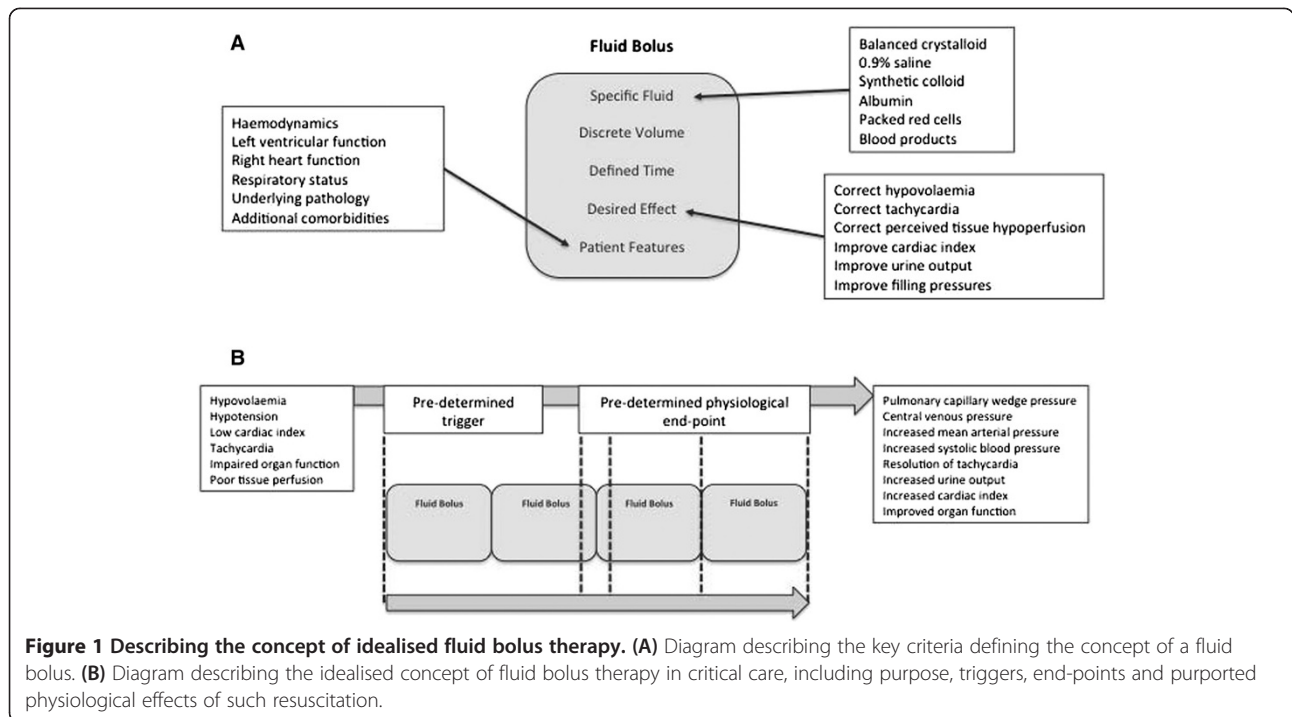 A
Fluid Bolus
Specific Fluid
Discrete Volume
Defined Time
Desired Effect
Patient Features
Haemodynamics
Left ventricular function
Right heart function
Respiratory status
Underlying pathology
Additional comorbidities
Balanced crystalloid
0.9% saline
Synthetic colloid
Albumin
Packed red cells
Blood products
Correct hypovolaemia
Correct tachycardia
Correct perceived tissue hypoperfusion
Improve cardiac index
Improve urine output
Improve filling pressures
B
Hypovolaemia
Hypotension
Low cardiac index
Tachycardia
Impaired organ function
Poor tissue perfusion
Pre-determined
trigger
Pre-determined physiological
end-point
Fluid Bolus
Fluid Bolus
Fluid Bolus
Fluid Bolus
Pulmonary capillary wedge pressure
Central venous pressure
Increased mean arterial pressure
Increased systolic blood pressure
Resolution of tachycardia
Increased urine output
Increased cardiac index
Improved organ function
Figure 1 Describing the concept of idealised fluid bolus therapy. (A) Diagram describing the key criteria defining the concept of a fluid
bolus. (B) Diagram describing the idealised concept of fluid bolus therapy in critical care, including purpose, triggers, end-points and purported
physiological effects of such resuscitation.